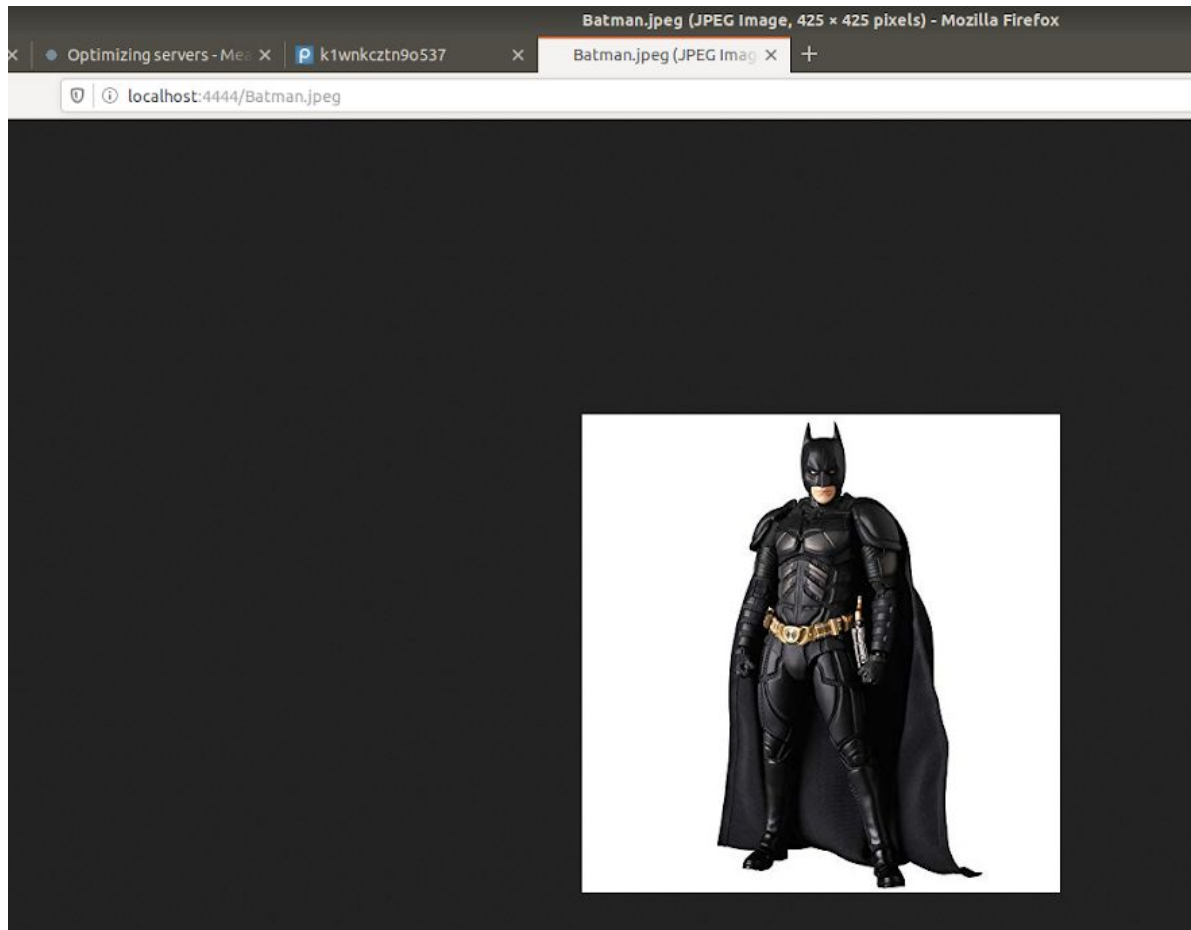 Batman.jpeg (JPEG Image, 425 × 425 pixels) - Mozilla Firefox
Optimizing servers - Mea
k1wnkcztn9o537
Batman.jpeg (JPEG Imag
localhost:4444/Batman.jpeg